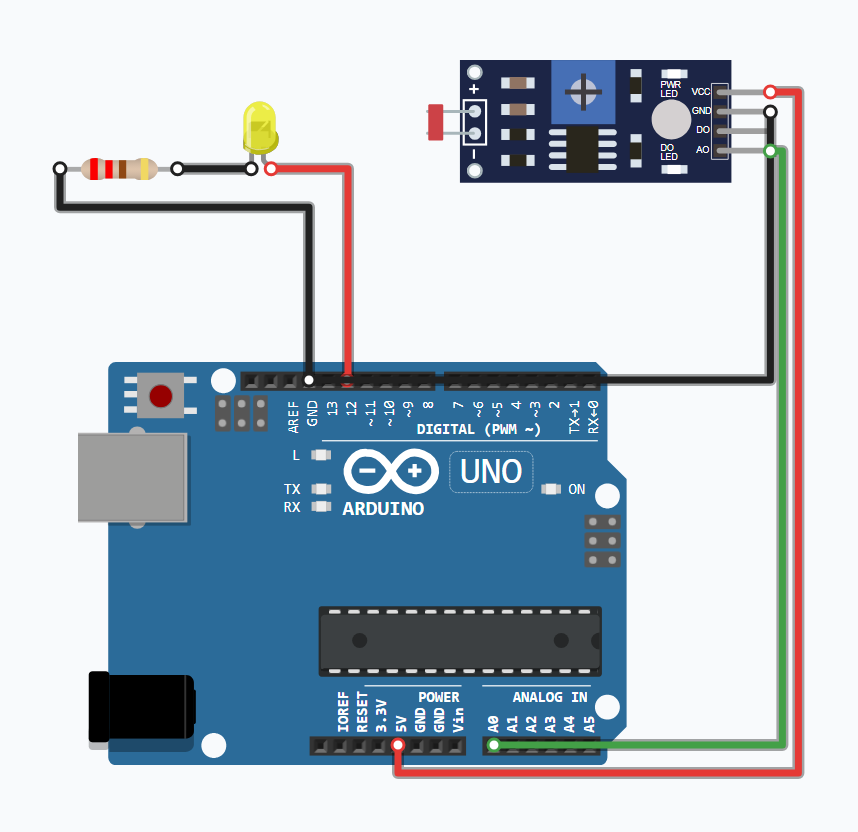 +
−
PWR
LED
DO
LED
VCC
GND
DO
AO
AREF
GND
13
12
~11
~10
~9
8
7
~6
~5
4
~3
2
TX→1
RX←0
DIGITAL (PWM ~)
L
TX
RX
− +
UNO
ARDUINO
ON
POWER
ANALOG IN
IOREF
RESET
3.3V
5V
GND
GND
Vin
A0
A1
A2
A3
A4
A5